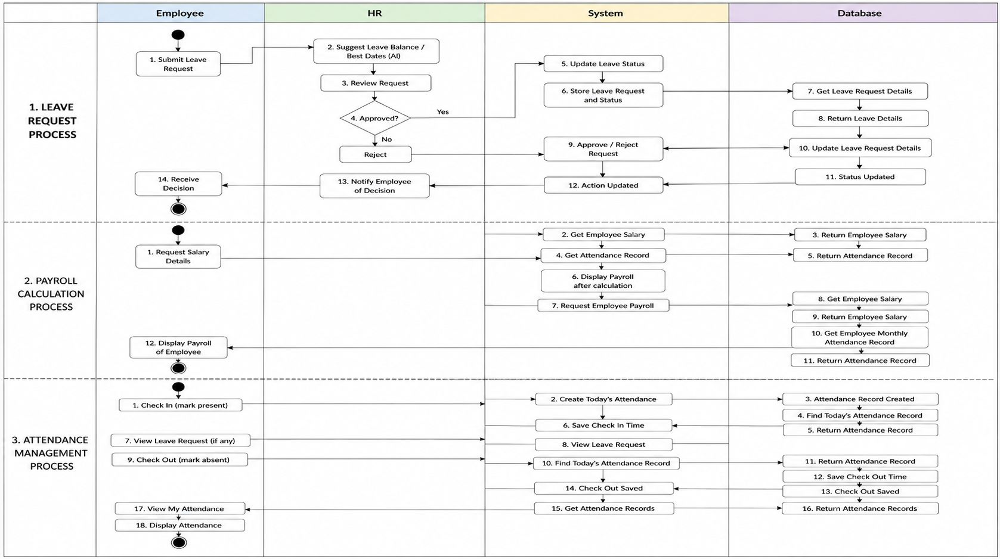 Employee
HR
System
Database
1. LEAVE
REQUEST
PROCESS
1. Submit Leave
Request
2. Suggest Leave Balance /
Best Dates (AI)
3. Review Request
4. Approved?
Yes
No
Reject
5. Update Leave Status
6. Store Leave Request
and Status
7. Get Leave Request Details
8. Return Leave Details
9. Approve / Reject
Request
10. Update Leave Request Details
11. Status Updated
12. Action Updated
13. Notify Employee
of Decision
14. Receive
Decision
2. PAYROLL
CALCULATION
PROCESS
1. Request Salary
Details
2. Get Employee Salary
3. Return Employee Salary
4. Get Attendance Record
5. Return Attendance Record
6. Display Payroll
after calculation
7. Request Employee Payroll
8. Get Employee Salary
9. Return Employee Salary
10. Get Employee Monthly
Attendance Record
11. Return Attendance Record
12. Display Payroll
of Employee
3. ATTENDANCE
MANAGEMENT
PROCESS
1. Check In (mark present)
2. Create Today's Attendance
3. Attendance Record Created
4. Find Today's Attendance Record
5. Return Attendance Record
6. Save Check In Time
7. View Leave Request (if any)
8. View Leave Request
9. Check Out (mark absent)
10. Find Today's Attendance Record
11. Return Attendance Record
12. Save Check Out Time
13. Check Out Saved
14. Check Out Saved
15. Get Attendance Records
16. Return Attendance Records
17. View My Attendance
18. Display Attendance